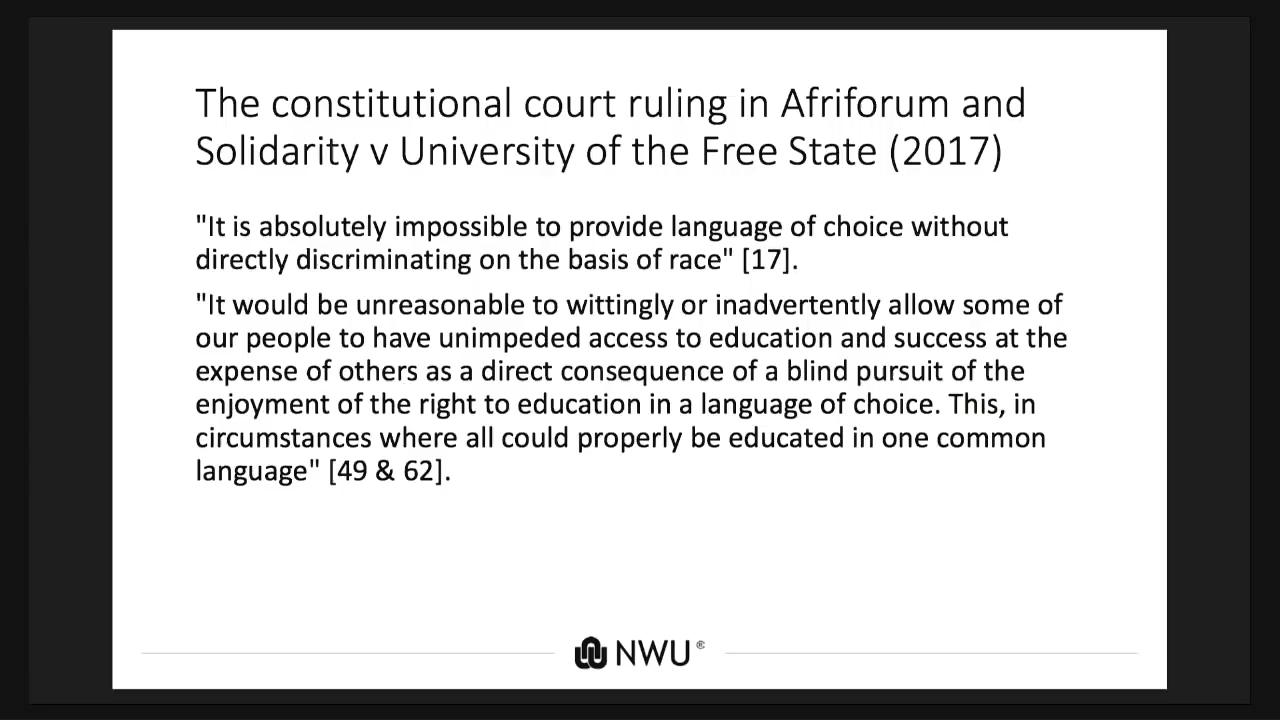 The constitutional court ruling in Afriforum and
Solidarity v University of the Free State (2017)
"It is absolutely impossible to provide language of choice without
directly discriminating on the basis of race" [17].
"It would be unreasonable to wittingly or inadvertently allow some of
our people to have unimpeded access to education and success at the
expense of others as a direct consequence of a blind pursuit of the
enjoyment of the right to education in a language of choice. This, in
circumstances where all could properly be educated in one common
language" [49 & 62].
NWU